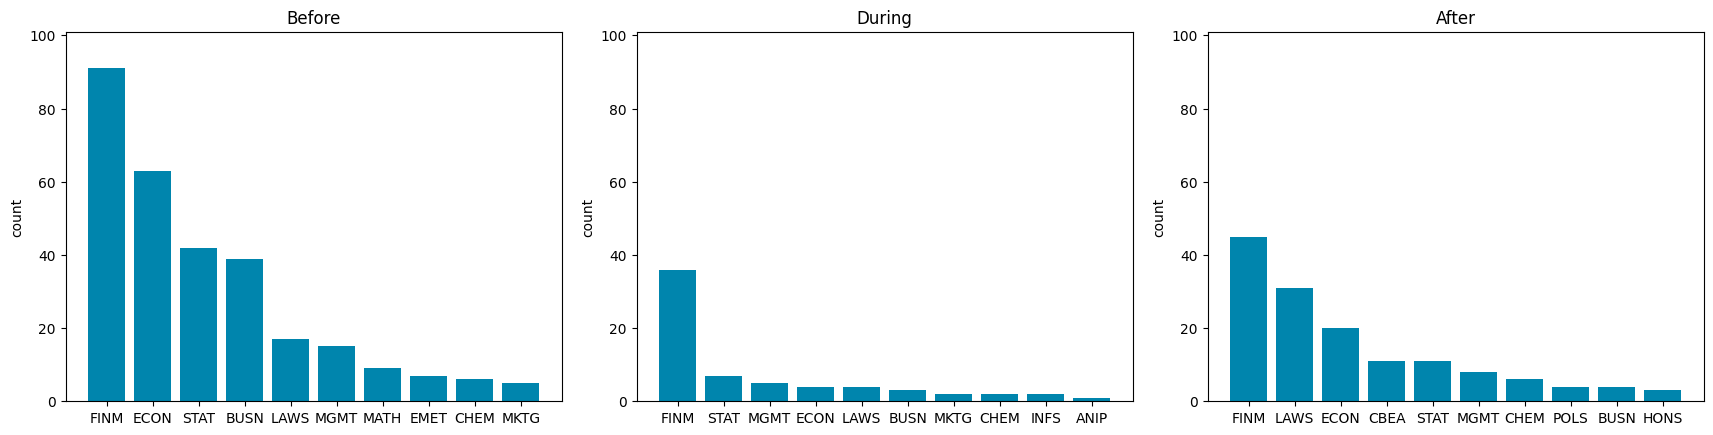 Before
100
80
60
40
20
0
count
FINM ECON STAT BUSN LAWS MGMT MATH EMET CHEM MKTG
During
100
80
60
40
20
0
count
FINM STAT MGMT ECON LAWS BUSN MKTG CHEM INFS ANIP
After
100
80
60
40
20
0
count
FINM LAWS ECON CBEA STAT MGMT CHEM POLS BUSN HONS